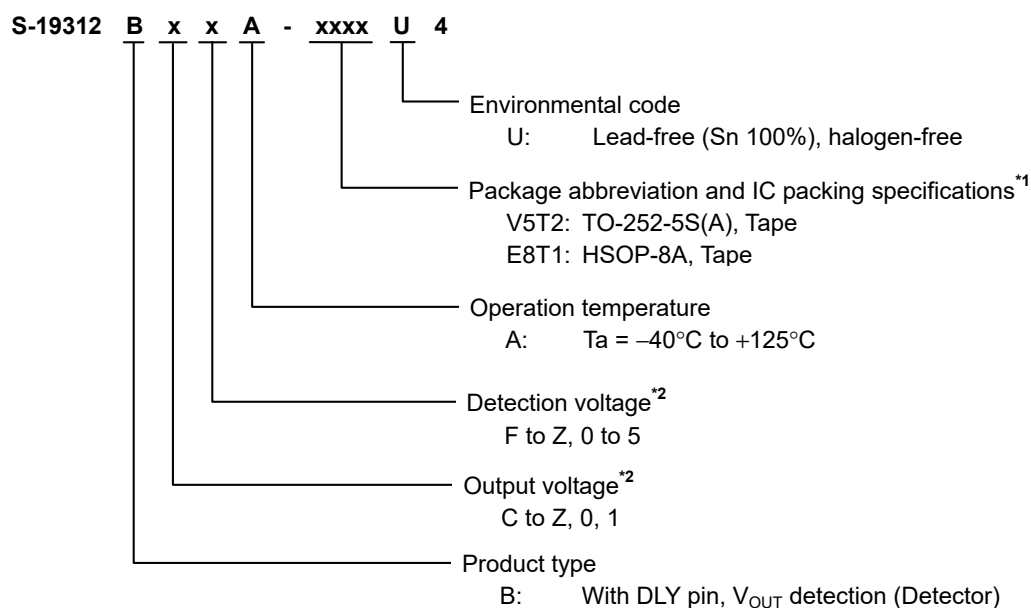 S-19312 B x x A - xxxx U 4
Environmental code
U: Lead-free (Sn 100%), halogen-free
Package abbreviation and IC packing specifications*1
V5T2: TO-252-5S(A), Tape
E8T1: HSOP-8A, Tape
Operation temperature
A: Ta = −40°C to +125°C
Detection voltage*2
F to Z, 0 to 5
Output voltage*2
C to Z, 0, 1
Product type
B: With DLY pin, VOUT detection (Detector)